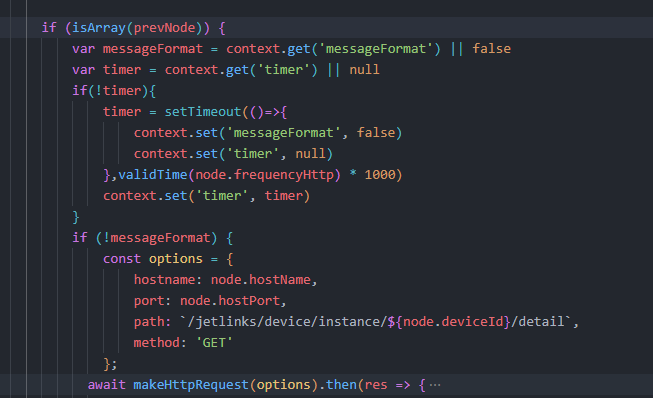 if (isArray(prevNode)) {
var messageFormat = context.get('messageFormat') || false
var timer = context.get('timer') || null
if(!timer){
timer = setTimeout(()=>{
context.set('messageFormat', false)
context.set('timer', null)
},validTime(node.frequencyHttp) * 1000)
context.set('timer', timer)
}
if (!messageFormat) {
const options = {
hostname: node.hostName,
port: node.hostPort,
path: `/jetlinks/device/instance/${node.deviceId}/detail`,
method: 'GET'
};
await makeHttpRequest(options).then(res => {…